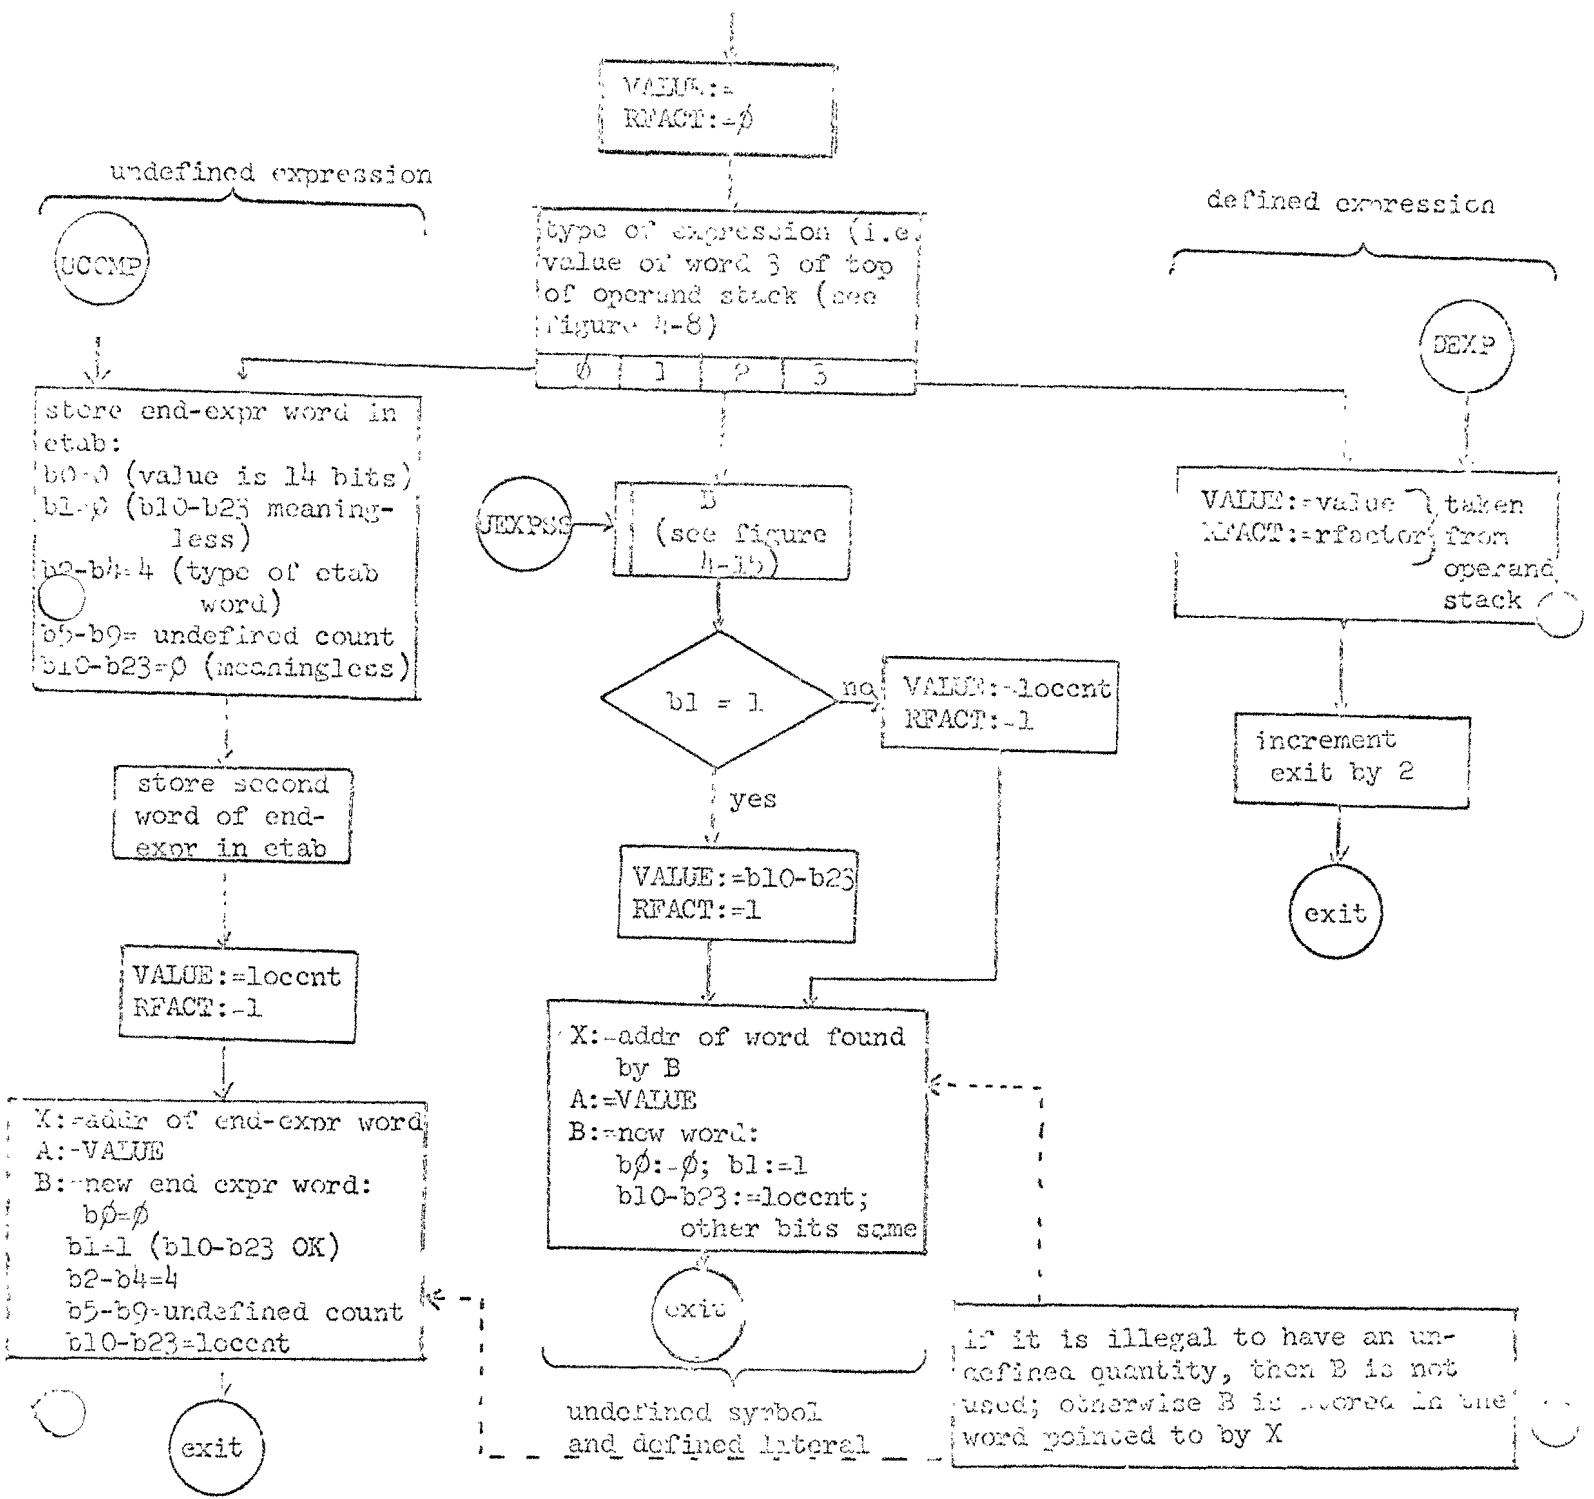 VALUE:=
RFACT:=ø
undefined expression
UCOMP
type of expression (i.e.
value of word 3 of top
of operand stack (see
figure 4-8)
ø 1 2 3
defined expression
DEXP
store end-expr word in
etab:
b0=0 (value is 14 bits)
b1=ø (b10-b23 meaning-
less)
b2-b4=4 (type of etab
word)
b5-b9= undefined count
b10-b23=ø (meaningless)
store second
word of end-
expr in etab
VALUE:=loccnt
RFACT:=1
X:=addr of end-expr word
A:=VALUE
B:=new end expr word:
bø=ø
b1=1 (b10-b23 OK)
b2-b4=4
b5-b9=undefined count
b10-b23=loccnt
exit
UEXPSS
B
(see figure
4-15)
b1 = 1
no
VALUE:=loccnt
RFACT:=1
yes
VALUE:=b10-b23
RFACT:=1
X:=addr of word found
by B
A:=VALUE
B:=new word:
bø:=ø; b1:=1
b10-b23:=loccnt;
other bits same
exit
undefined symbol
and defined literal
VALUE:=value
RFACT:=rfactor
taken
from
operand
stack
increment
exit by 2
exit
if it is illegal to have an un-
defined quantity, then B is not
used; otherwise B is stored in the
word pointed to by X